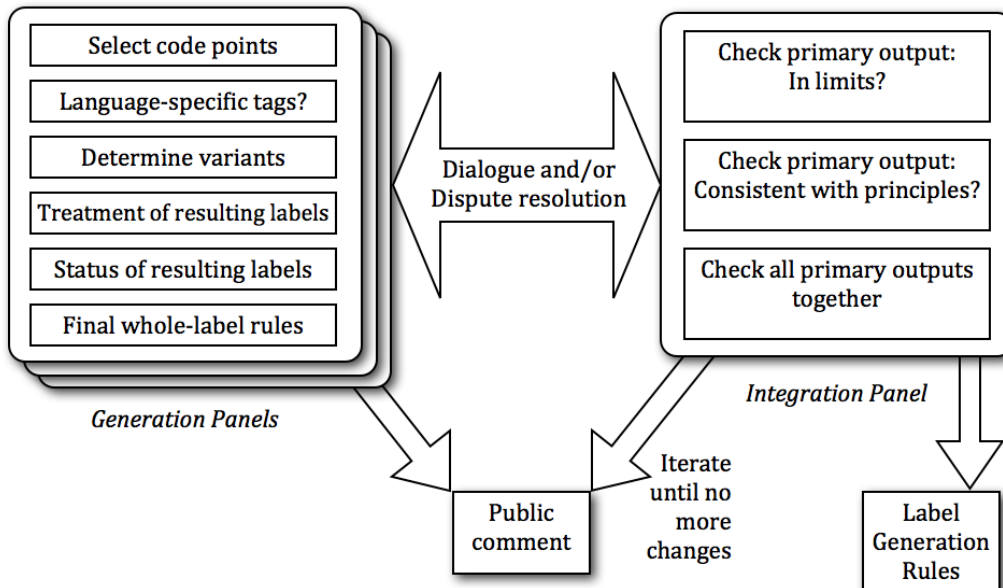 Select code points
Language-specific tags?
Determine variants
Treatment of resulting labels
Status of resulting labels
Final whole-label rules
Generation Panels
Dialogue and/or
Dispute resolution
Check primary output:
In limits?
Check primary output:
Consistent with principles?
Check all primary outputs
together
Integration Panel
Iterate
until no
more
changes
Public
comment
Label
Generation
Rules